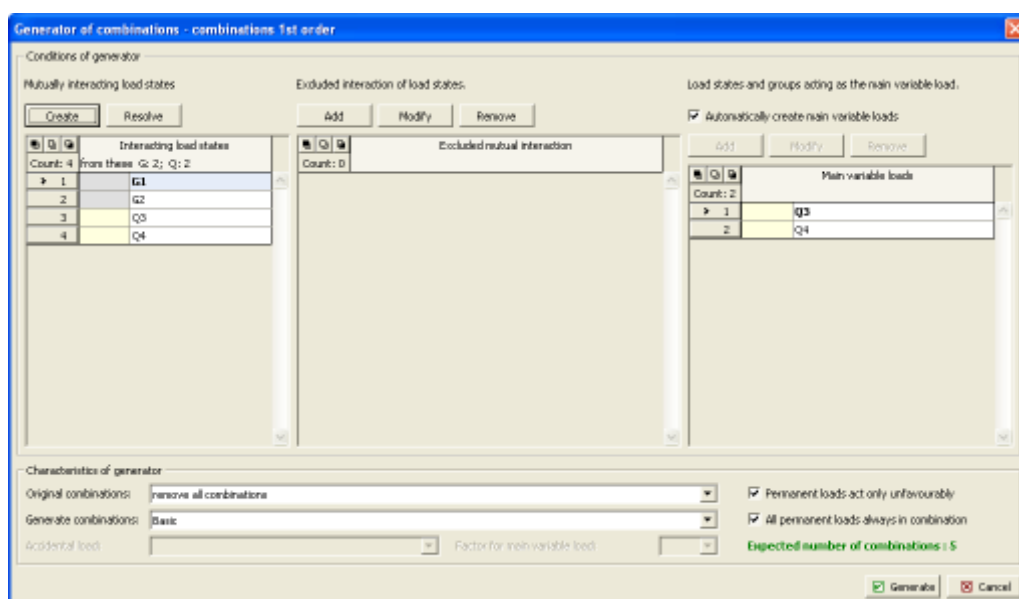 Generator of combinations - combinations 1st order
Conditions of generator
Mutually interacting load states
Create
Resolve
Interacting load states
Count: 4
from these G: 2; Q: 2
1
G1
2
G2
3
Q3
4
Q4
Excluded interaction of load states.
Add
Modify
Remove
Excluded mutual interaction
Count: 0
Load states and groups acting as the main variable load.
Automatically create main variable loads
Add
Modify
Remove
Main variable loads
Count: 2
1
Q3
2
Q4
Characteristics of generator
Original combinations:
remove all combinations
Generate combinations:
Basic
Accidental load:
Factor for main variable load:
Permanent loads act only unfavourably
All permanent loads always in combination
Expected number of combinations : 5
Generate
Cancel